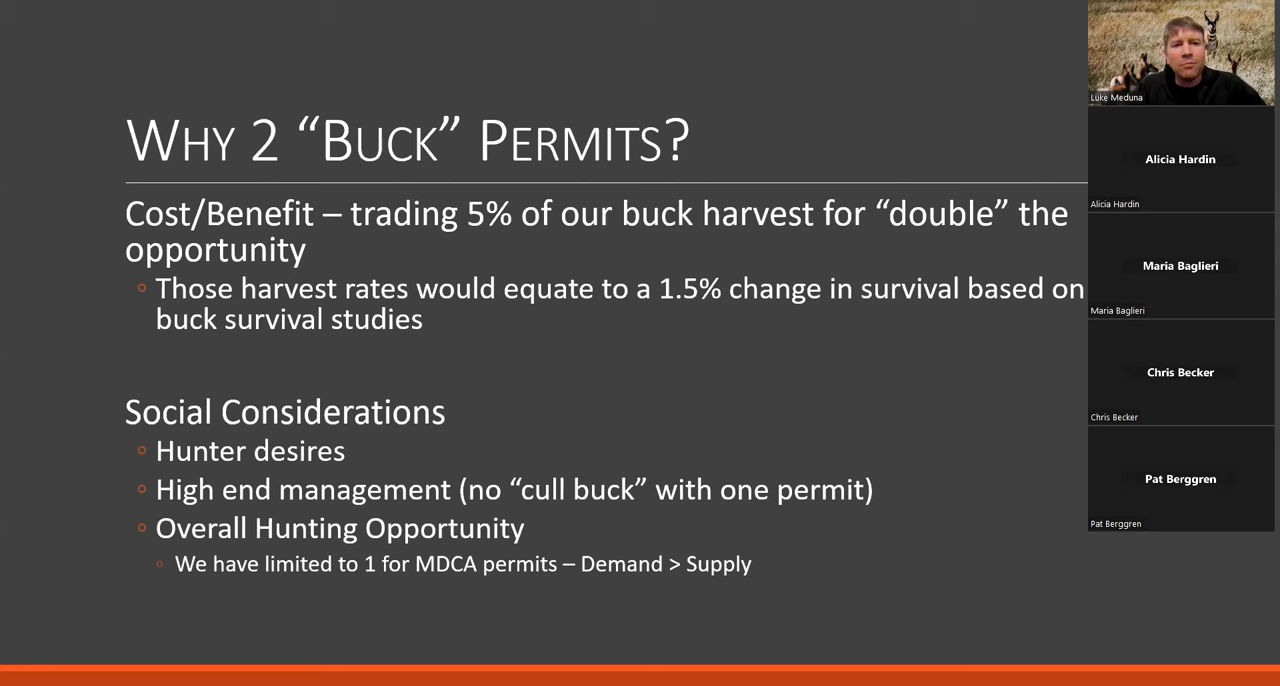 Why 2 “Buck” Permits?
Cost/Benefit – trading 5% of our buck harvest for “double” the
opportunity
Those harvest rates would equate to a 1.5% change in survival based on
buck survival studies
Social Considerations
Hunter desires
High end management (no “cull buck” with one permit)
Overall Hunting Opportunity
We have limited to 1 for MDCA permits – Demand > Supply
Luke Meduna
Alicia Hardin
Alicia Hardin
Maria Baglieri
Maria Baglieri
Chris Becker
Chris Becker
Pat Berggren
Pat Berggren